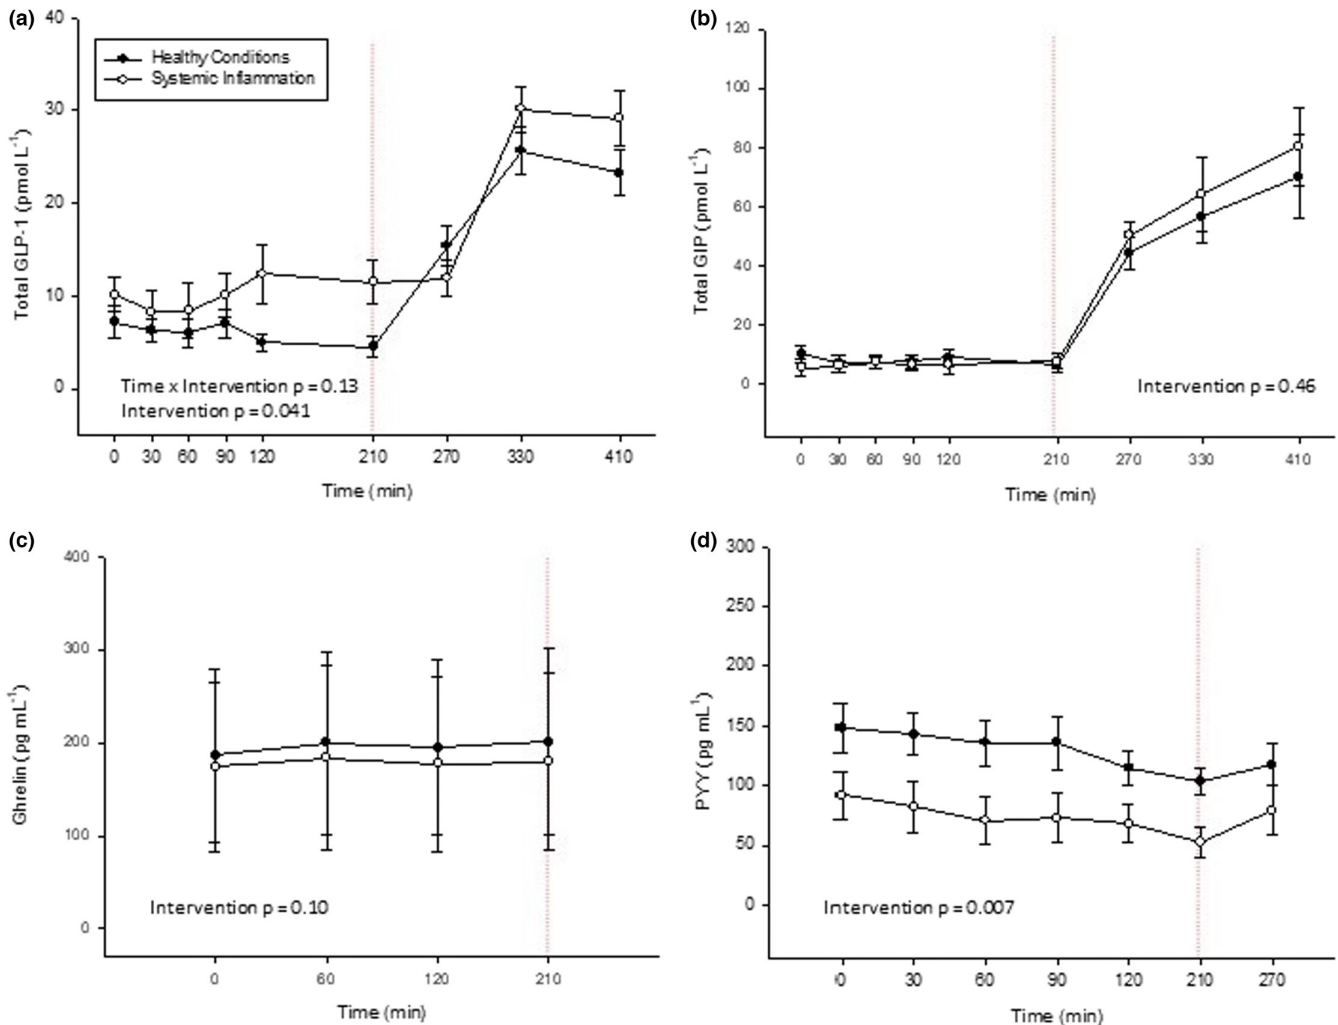 (a)
40
30
20
10
0
Total GLP-1 (pmol L⁻¹)
Healthy Conditions
Systemic Inflammation
Time x Intervention p = 0.13
Intervention p = 0.041
0 30 60 90 120 210 270 330 410
Time (min)
(b)
120
100
80
60
40
20
0
Total GIP (pmol L⁻¹)
Intervention p = 0.46
0 30 60 90 120 210 270 330 410
Time (min)
(c)
400
300
200
100
0
Ghrelin (pg mL⁻¹)
Intervention p = 0.10
0 60 120 210
Time (min)
(d)
300
250
200
150
100
50
0
PYY (pg mL⁻¹)
Intervention p = 0.007
0 30 60 90 120 210 270
Time (min)